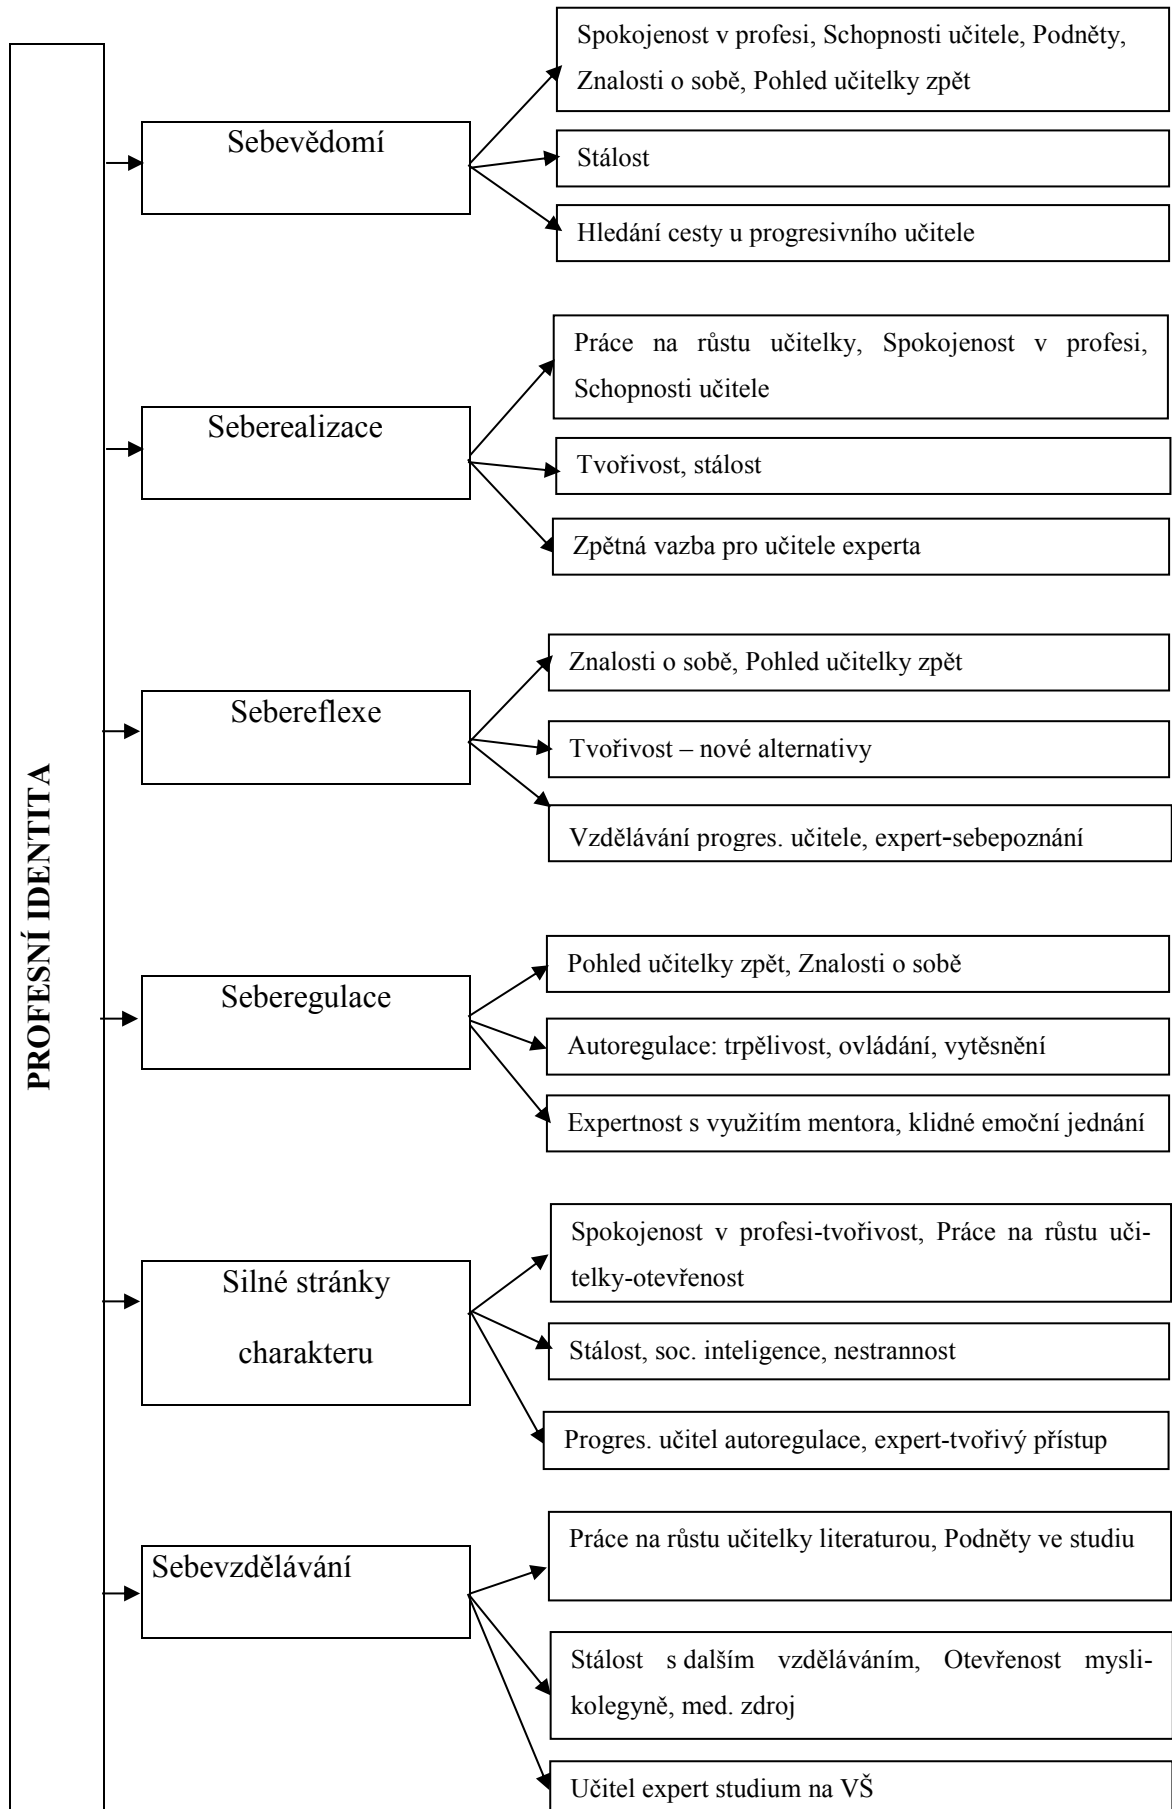 PROFESNÍ IDENTITA
Sebevědomí
Spokojenost v profesi, Schopnosti učitele, Podněty,
Znalosti o sobě, Pohled učitelky zpět
Stálost
Hledání cesty u progresivního učitele
Seberealizace
Práce na růstu učitelky, Spokojenost v profesi,
Schopnosti učitele
Tvořivost, stálost
Zpětná vazba pro učitele experta
Sebereflexe
Znalosti o sobě, Pohled učitelky zpět
Tvořivost – nové alternativy
Vzdělávání progres. učitele, expert-sebepoznání
Seberegulace
Pohled učitelky zpět, Znalosti o sobě
Autoregulace: trpělivost, ovládání, vytěsnění
Expertnost s využitím mentora, klidné emoční jednání
Silné stránky
charakteru
Spokojenost v profesi-tvořivost, Práce na růstu uči-
telky-otevřenost
Stálost, soc. inteligence, nestrannost
Progres. učitel autoregulace, expert-tvořivý přístup
Sebevzdělávání
Práce na růstu učitelky literaturou, Podněty ve studiu
Stálost s dalším vzděláváním, Otevřenost mysli-
kolegyně, med. zdroj
Učitel expert studium na VŠ